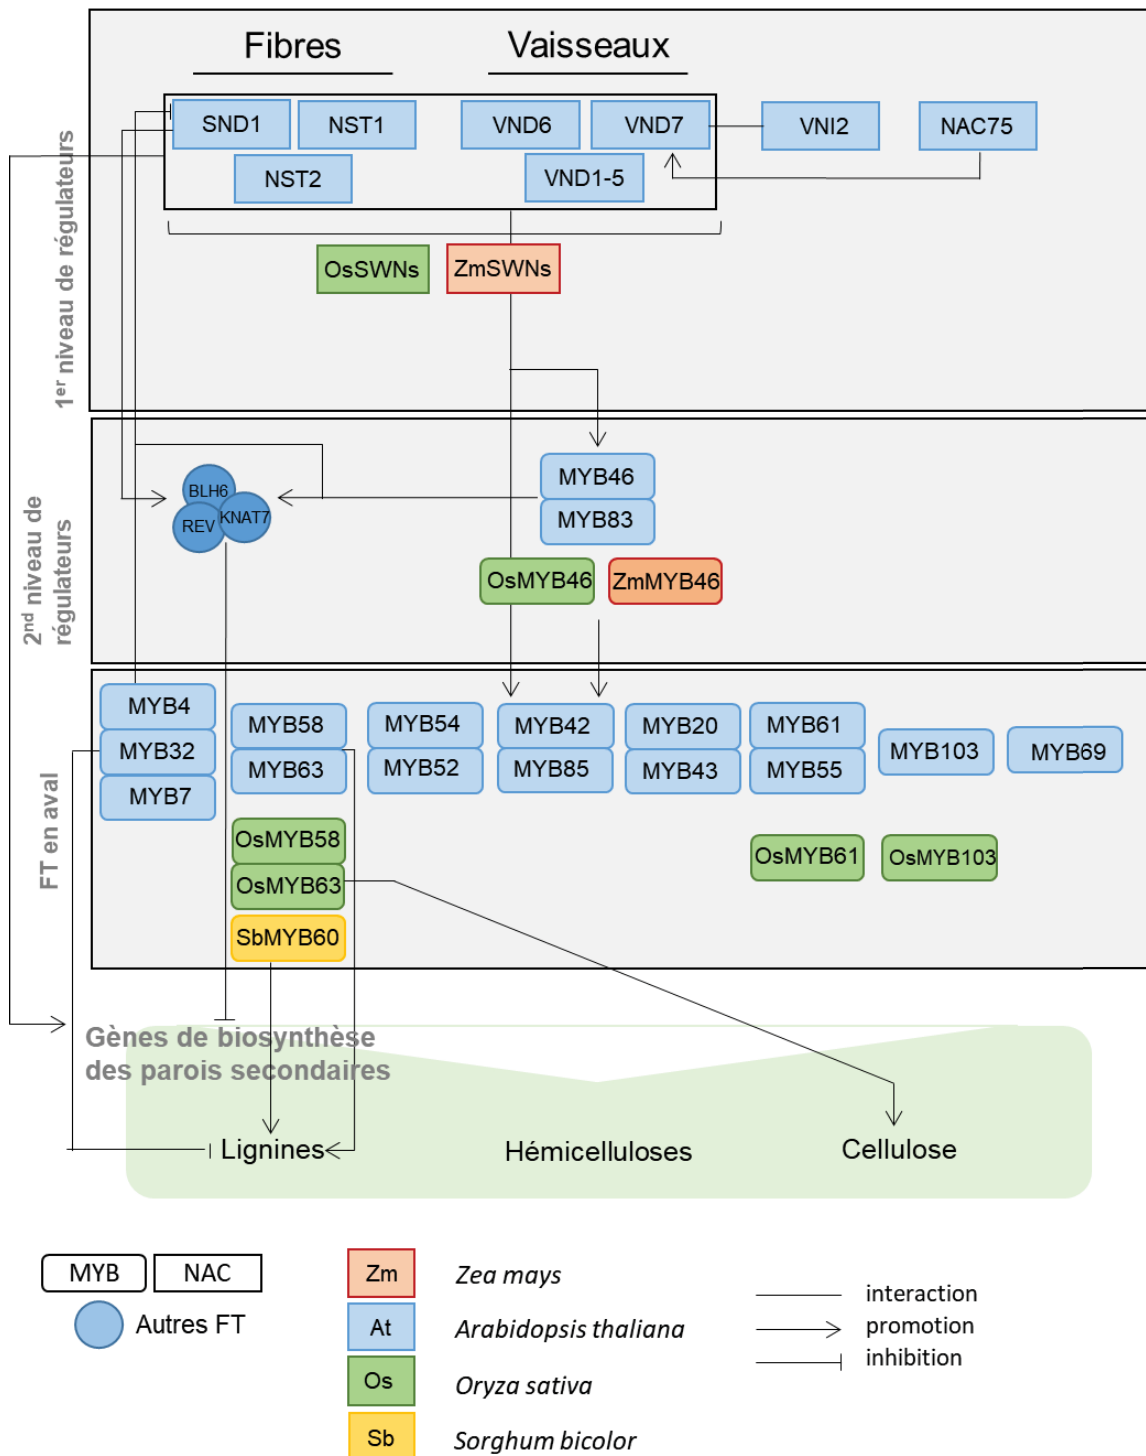 Fibres
Vaisseaux
SND1
NST1
VND6
VND7
VNI2
NAC75
NST2
VND1-5
OsSWNs
ZmSWNs
1er niveau de régulateurs
MYB46
BLH6
KNAT7
REV
MYB83
OsMYB46
ZmMYB46
2nd niveau de
régulateurs
MYB4
MYB58
MYB54
MYB42
MYB20
MYB61
MYB32
MYB103
MYB69
MYB63
MYB52
MYB85
MYB43
MYB55
MYB7
OsMYB58
OsMYB61
OsMYB103
OsMYB63
SbMYB60
FT en aval
Gènes de biosynthèse
des parois secondaires
Lignines
Hémicelluloses
Cellulose
MYB
NAC
Autres FT
Zm
Zea mays
At
Arabidopsis thaliana
Os
Oryza sativa
Sb
Sorghum bicolor
interaction
promotion
inhibition